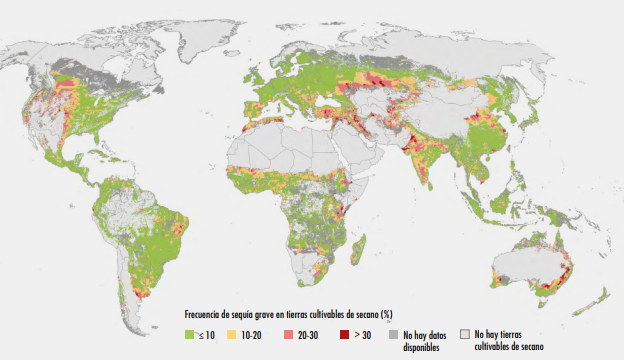 Frecuencia de sequía grave en tierras cultivables de secano (%)
≤ 10
10-20
20-30
> 30
No hay datos
disponibles
No hay tierras
cultivables de secano